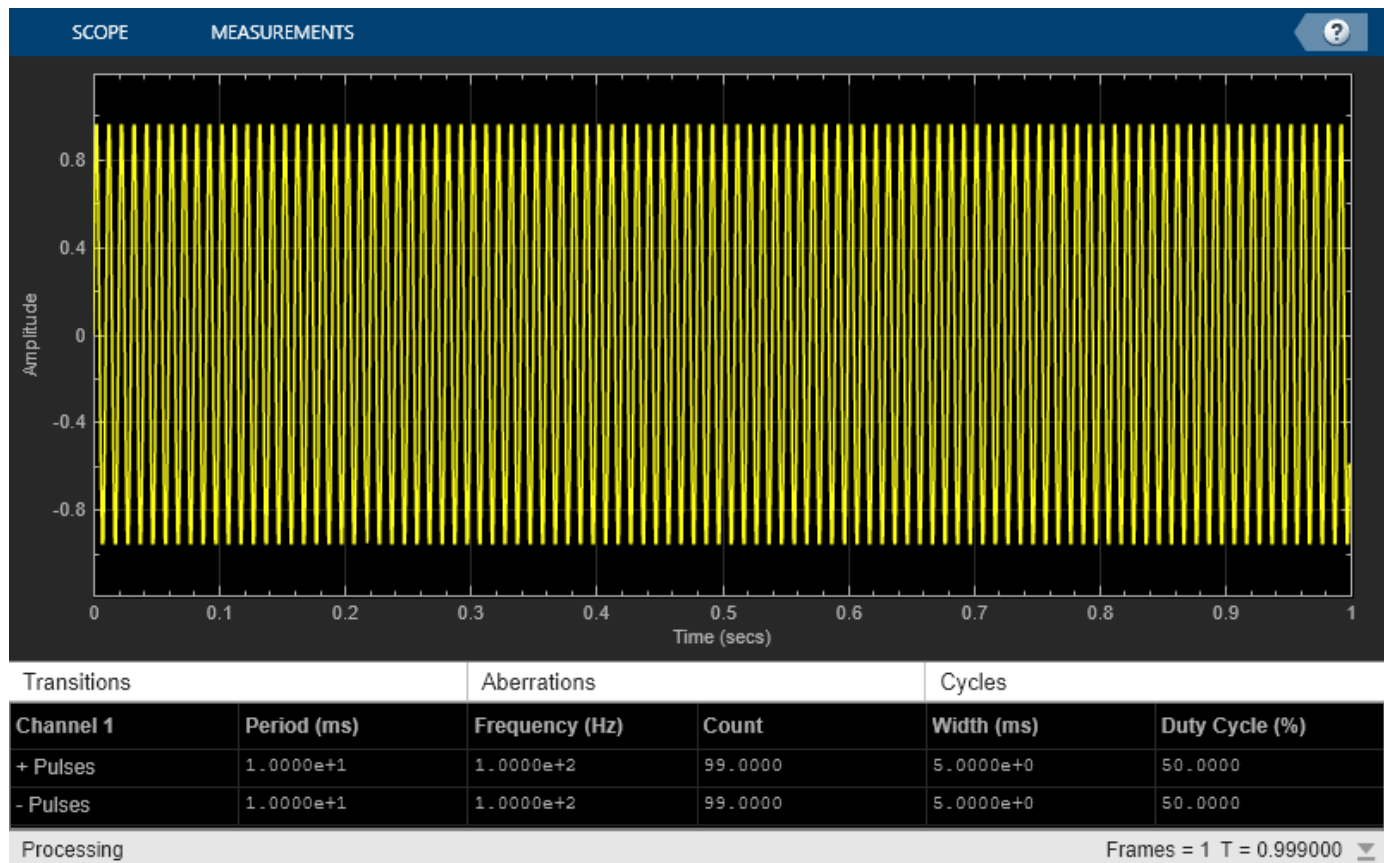 SCOPE MEASUREMENTS ?
0.8
0.4
Amplitude
0
-0.4
-0.8
0 0.1 0.2 0.3 0.4 0.5 0.6 0.7 0.8 0.9 1
Time (secs)
Transitions Aberrations Cycles
Channel 1 Period (ms) Frequency (Hz) Count Width (ms) Duty Cycle (%)
+ Pulses 1.0000e+1 1.0000e+2 99.0000 5.0000e+0 50.0000
- Pulses 1.0000e+1 1.0000e+2 99.0000 5.0000e+0 50.0000
Processing Frames = 1 T = 0.999000